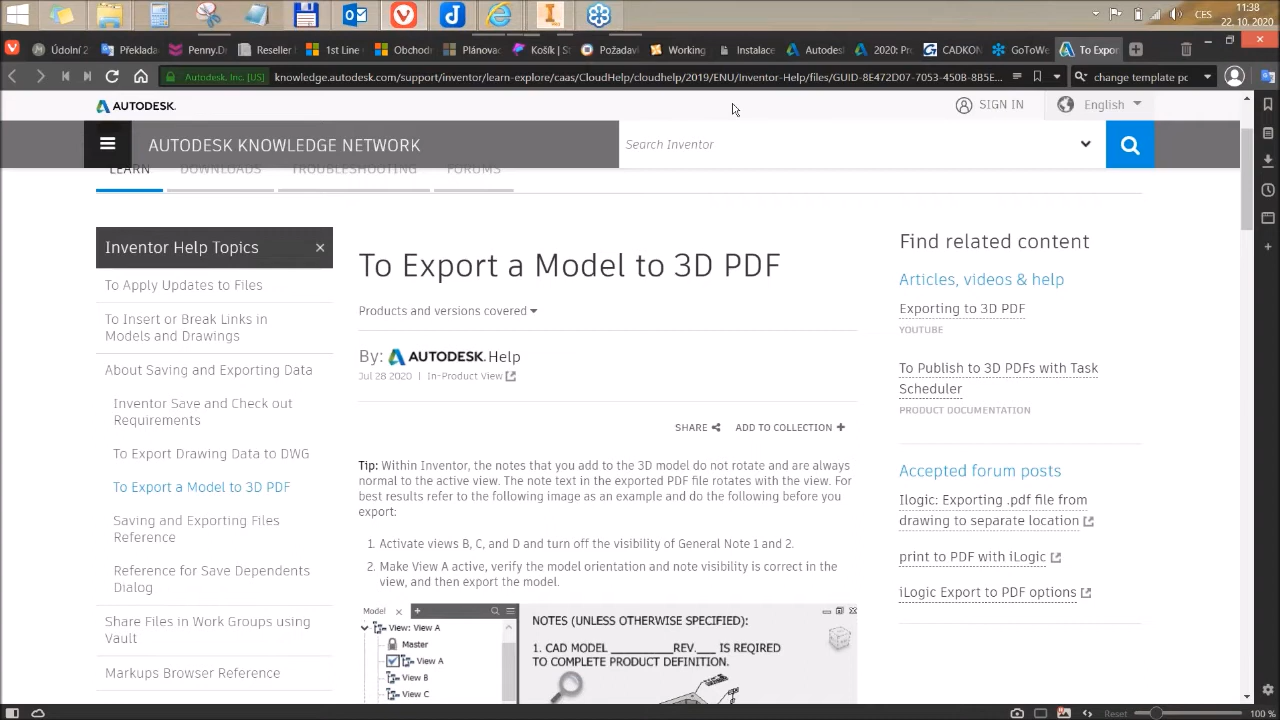 11:38
CES
22. 10. 2020
Údolní 2
Překlada
Penny.D
Reseller
1st Line
Obchod
Plánova
Košík | S
Požadavi
Working
Instalace
Autodes
2020: Pr
CADKON
GoToWe
To Expor
Autodesk, Inc. [US]
knowledge.autodesk.com/support/inventor/learn-explore/caas/CloudHelp/cloudhelp/2019/ENU/Inventor-Help/files/GUID-8E472D07-7053-450B-8B5E...
change template pc
AUTODESK.
SIGN IN
English
AUTODESK KNOWLEDGE NETWORK
Search Inventor
LEARN
DOWNLOADS
TROUBLESHOOTING
FORUMS
Inventor Help Topics
To Apply Updates to Files
To Insert or Break Links in
Models and Drawings
About Saving and Exporting Data
Inventor Save and Check out
Requirements
To Export Drawing Data to DWG
To Export a Model to 3D PDF
Saving and Exporting Files
Reference
Reference for Save Dependents
Dialog
Share Files in Work Groups using
Vault
Markups Browser Reference
To Export a Model to 3D PDF
Products and versions covered
By: AUTODESK. Help
Jul 28 2020 | In-Product View
SHARE
ADD TO COLLECTION +
Tip: Within Inventor, the notes that you add to the 3D model do not rotate and are always
normal to the active view. The note text in the exported PDF file rotates with the view. For
best results refer to the following image as an example and do the following before you
export:
1. Activate views B, C, and D and turn off the visibility of General Note 1 and 2.
2. Make View A active, verify the model orientation and note visibility is correct in the
view, and then export the model.
Model
View: View A
Master
View A
View B
View C
NOTES (UNLESS OTHERWISE SPECIFIED):
1. CAD MODEL _________REV.___ IS REQIRED
TO COMPLETE PRODUCT DEFINITION.
Find related content
Articles, videos & help
Exporting to 3D PDF
YOUTUBE
To Publish to 3D PDFs with Task
Scheduler
PRODUCT DOCUMENTATION
Accepted forum posts
Ilogic: Exporting .pdf file from
drawing to separate location
print to PDF with iLogic
iLogic Export to PDF options
Reset
100 %